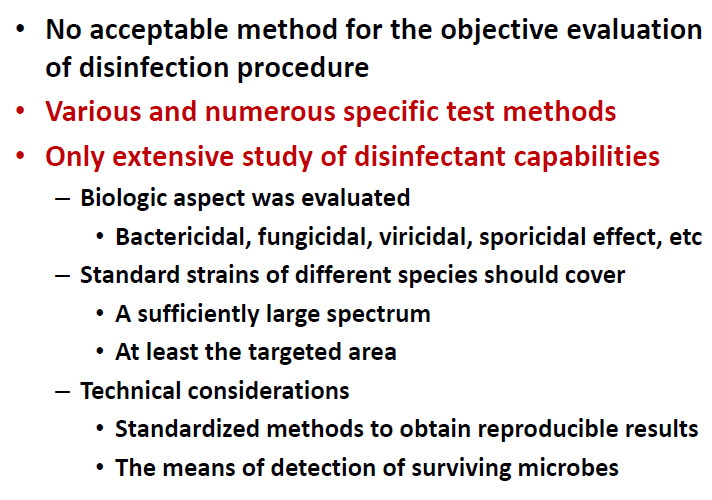 • No acceptable method for the objective evaluation
of disinfection procedure
• Various and numerous specific test methods
• Only extensive study of disinfectant capabilities
– Biologic aspect was evaluated
• Bactericidal, fungicidal, viricidal, sporicidal effect, etc
– Standard strains of different species should cover
• A sufficiently large spectrum
• At least the targeted area
– Technical considerations
• Standardized methods to obtain reproducible results
• The means of detection of surviving microbes